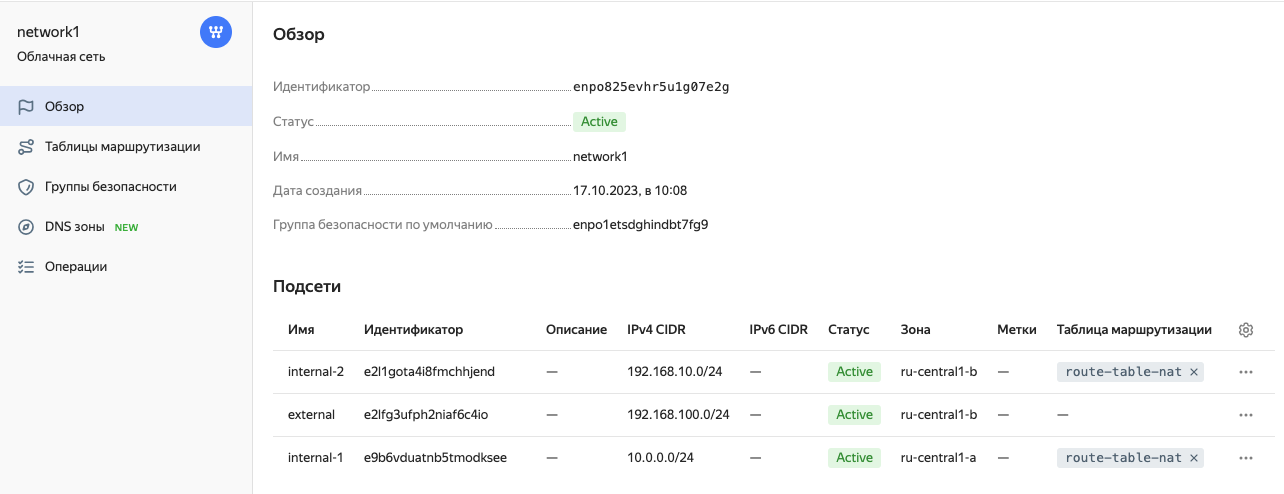 network1
Облачная сеть
Обзор
Таблицы маршрутизации
Группы безопасности
DNS зоны NEW
Операции
Обзор
Идентификатор enpo825evhr5u1g07e2g
Статус Active
Имя network1
Дата создания 17.10.2023, в 10:08
Группа безопасности по умолчанию enpo1etsdghindbt7fg9
Подсети
Имя Идентификатор Описание IPv4 CIDR IPv6 CIDR Статус Зона Метки Таблица маршрутизации
internal-2 e2l1gota4i8fmchhjend — 192.168.10.0/24 — Active ru-central1-b — route-table-nat ×
external e2lfg3ufph2niaf6c4io — 192.168.100.0/24 — Active ru-central1-b — —
internal-1 e9b6vduatnb5tmodksee — 10.0.0.0/24 — Active ru-central1-a — route-table-nat ×